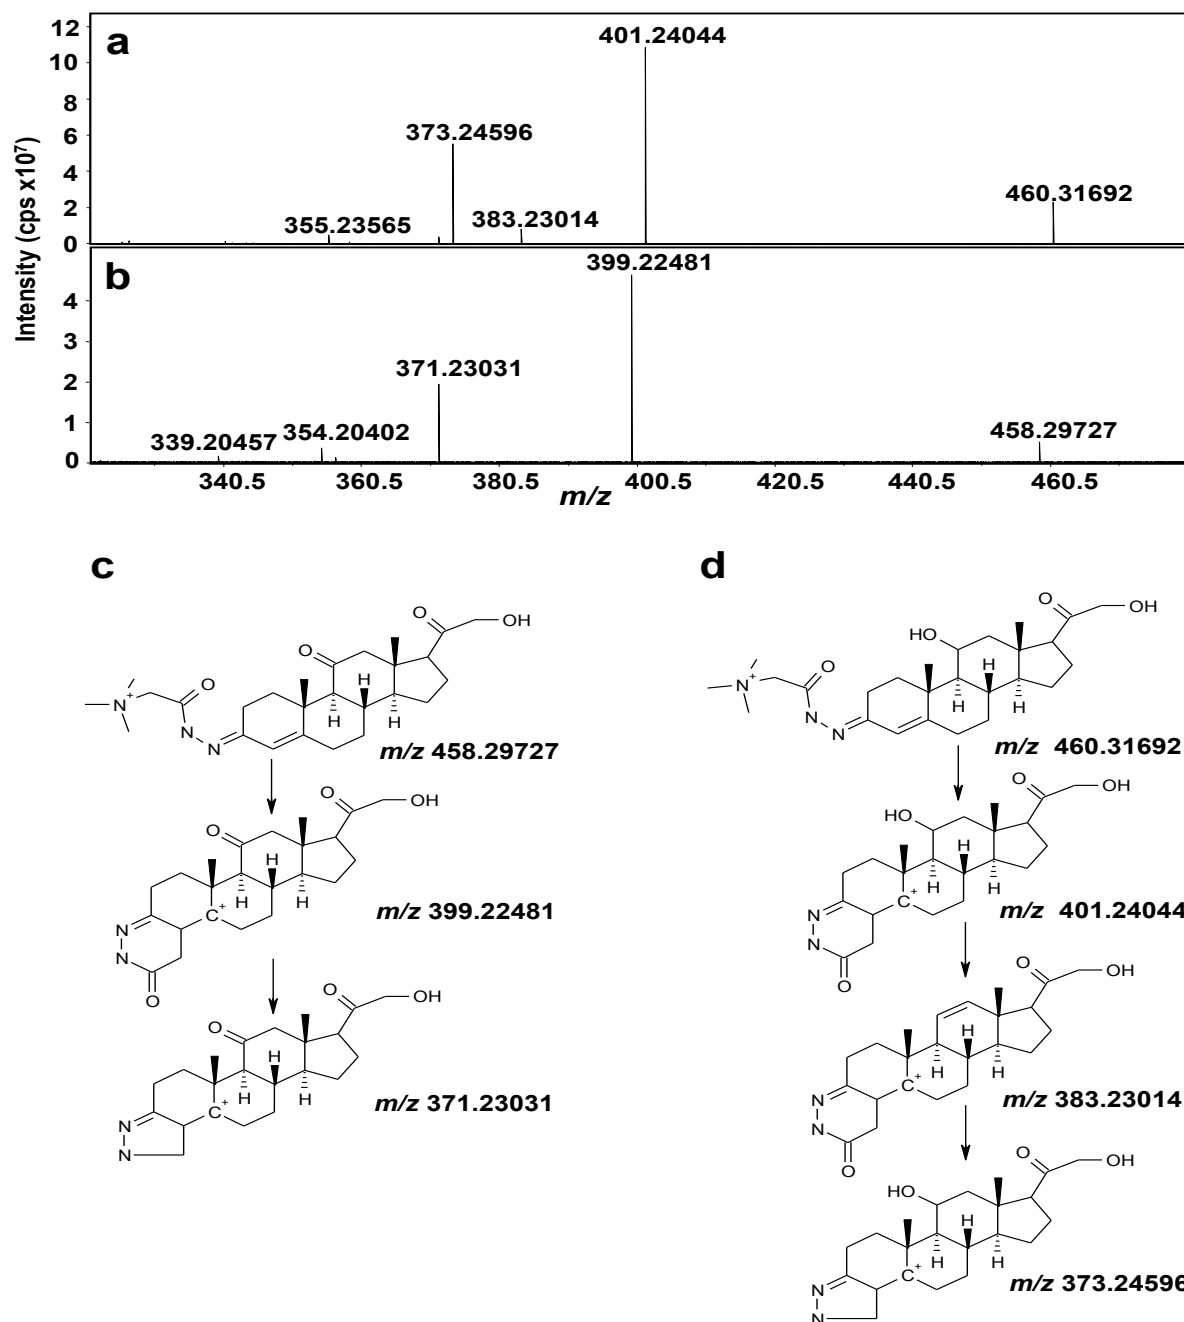 a
12
10
8
6
4
2
0
401.24044
373.24596
460.31692
383.23014
355.23565
Intensity (cps x10⁷)
b
4
3
2
1
0
399.22481
371.23031
458.29727
354.20402
339.20457
340.5 360.5 380.5 400.5 420.5 440.5 460.5
m/z
c
O
OH
O
O
H
N
+
N
N
H
H
m/z 458.29727
O
OH
O
H
C
+
H
H
N
N
O
m/z 399.22481
O
OH
O
H
C
+
H
H
N
N
m/z 371.23031
d
O
OH
HO
O
H
N
+
N
N
H
H
m/z 460.31692
O
OH
HO
H
C
+
H
H
N
N
O
m/z 401.24044
O
OH
H
C
+
H
H
N
N
O
m/z 383.23014
O
OH
HO
H
C
+
H
H
N
N
m/z 373.24596